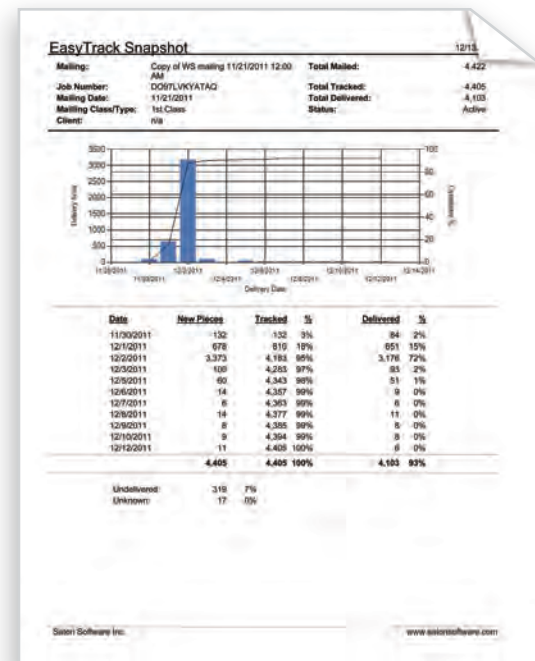 EasyTrack Snapshot 12/13
Mailing: Copy of WS mailing 11/21/2011 12:00 AM Total Mailed: 4,422
Job Number: Total Tracked: 4,405
Mailing Date: 11/21/2011 Total Delivered: 4,103
Mailing Class/Type: 1st Class Status: Active
Client: n/a
3500
3000
2500
2000
1500
1000
500
0
100
80
60
40
20
0
Delivery Date
Date New Pieces Tracked % Delivered %
11/30/2011 132 132 3% 84 2%
12/1/2011 678 810 18% 651 15%
12/2/2011 3,373 4,183 95% 3,176 72%
12/3/2011 100 4,283 97% 93 2%
12/5/2011 60 4,343 98% 51 1%
12/6/2011 14 4,357 99% 9 0%
12/7/2011 6 4,363 99% 6 0%
12/8/2011 14 4,377 99% 11 0%
12/9/2011 8 4,385 99% 8 0%
12/10/2011 9 4,394 99% 8 0%
12/12/2011 11 4,405 100% 6 0%
4,405 4,405 100% 4,103 93%
Undelivered: 319 7%
Unknown: 17 0%
Satori Software Inc. www.satorisoftware.com